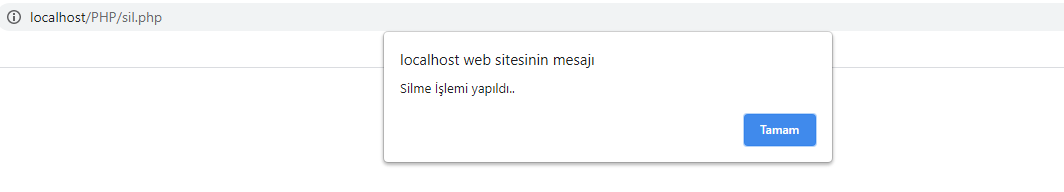 localhost/PHP/sil.php
localhost web sitesinin mesajı
Silme İşlemi yapıldı..
Tamam